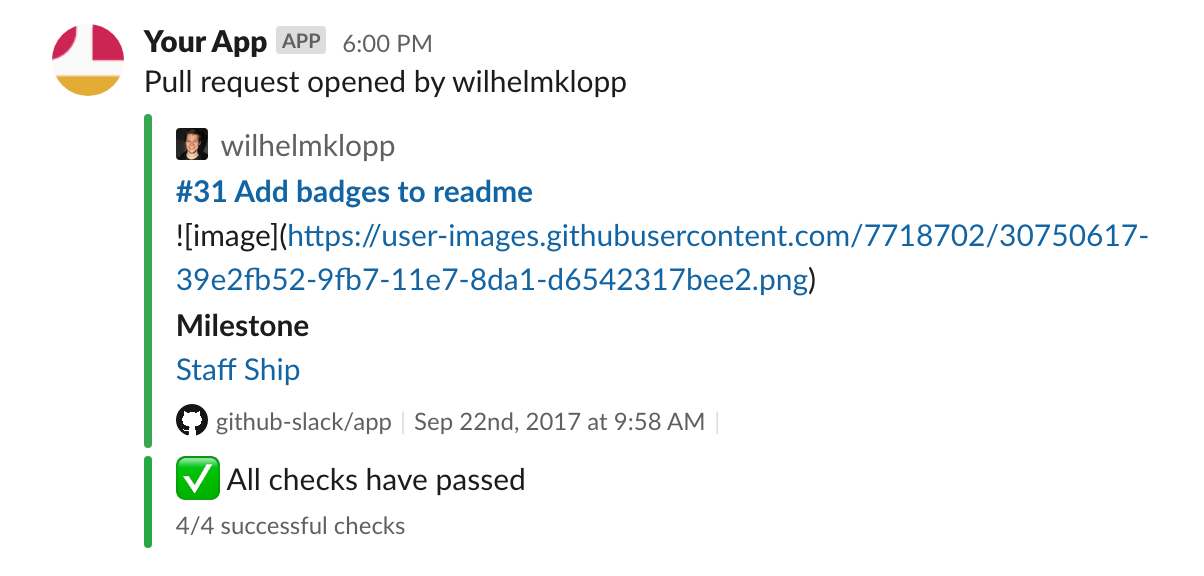 Your App APP 6:00 PM
Pull request opened by wilhelmklopp
wilhelmklopp
#31 Add badges to readme
![image](https://user-images.githubusercontent.com/7718702/30750617-
39e2fb52-9fb7-11e7-8da1-d6542317bee2.png)
Milestone
Staff Ship
github-slack/app | Sep 22nd, 2017 at 9:58 AM |
All checks have passed
4/4 successful checks